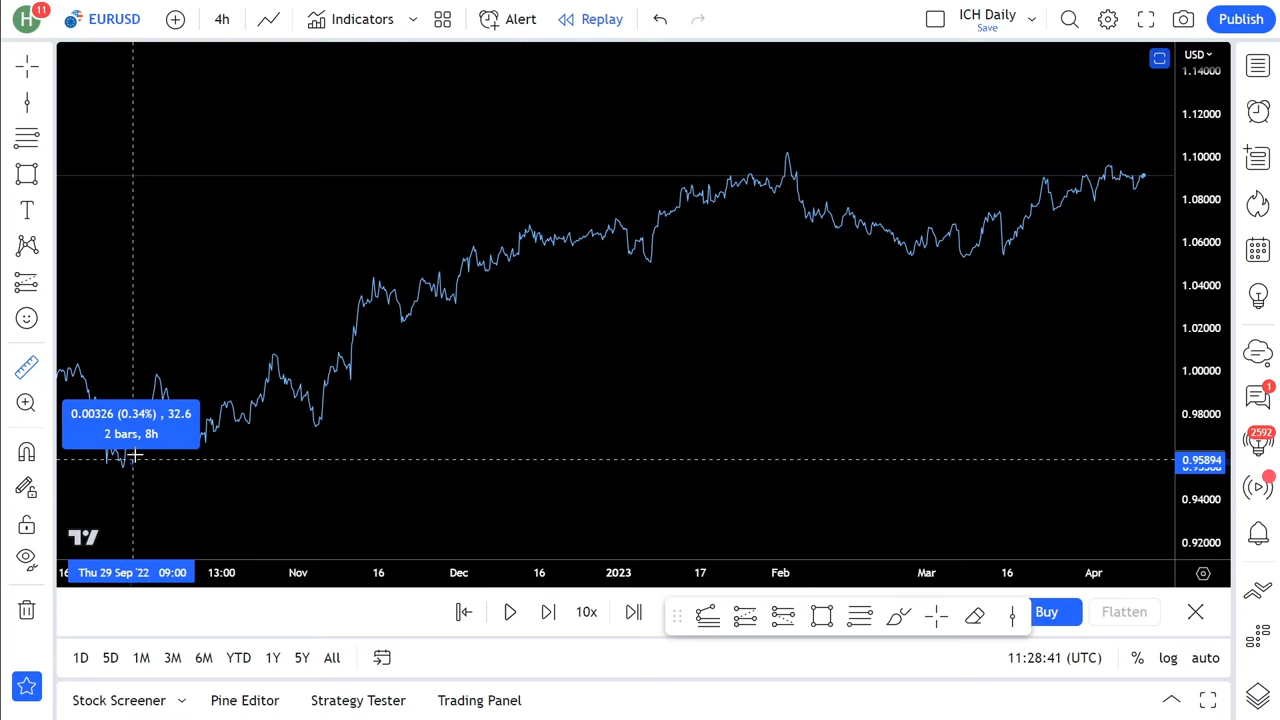 H
11
EURUSD
4h
Indicators
Alert
Replay
ICH Daily
Save
Publish
USD
1.14000
1.12000
1.10000
1.08000
1.06000
1.04000
1.02000
1.00000
0.98000
0.95894
0.94000
0.92000
0.00326 (0.34%) , 32.6
2 bars, 8h
Thu 29 Sep '22 09:00
13:00
Nov
16
Dec
16
2023
17
Feb
Mar
16
Apr
10x
Buy
Flatten
1D
5D
1M
3M
6M
YTD
1Y
5Y
All
11:28:41 (UTC)
%
log
auto
Stock Screener
Pine Editor
Strategy Tester
Trading Panel
1
2592